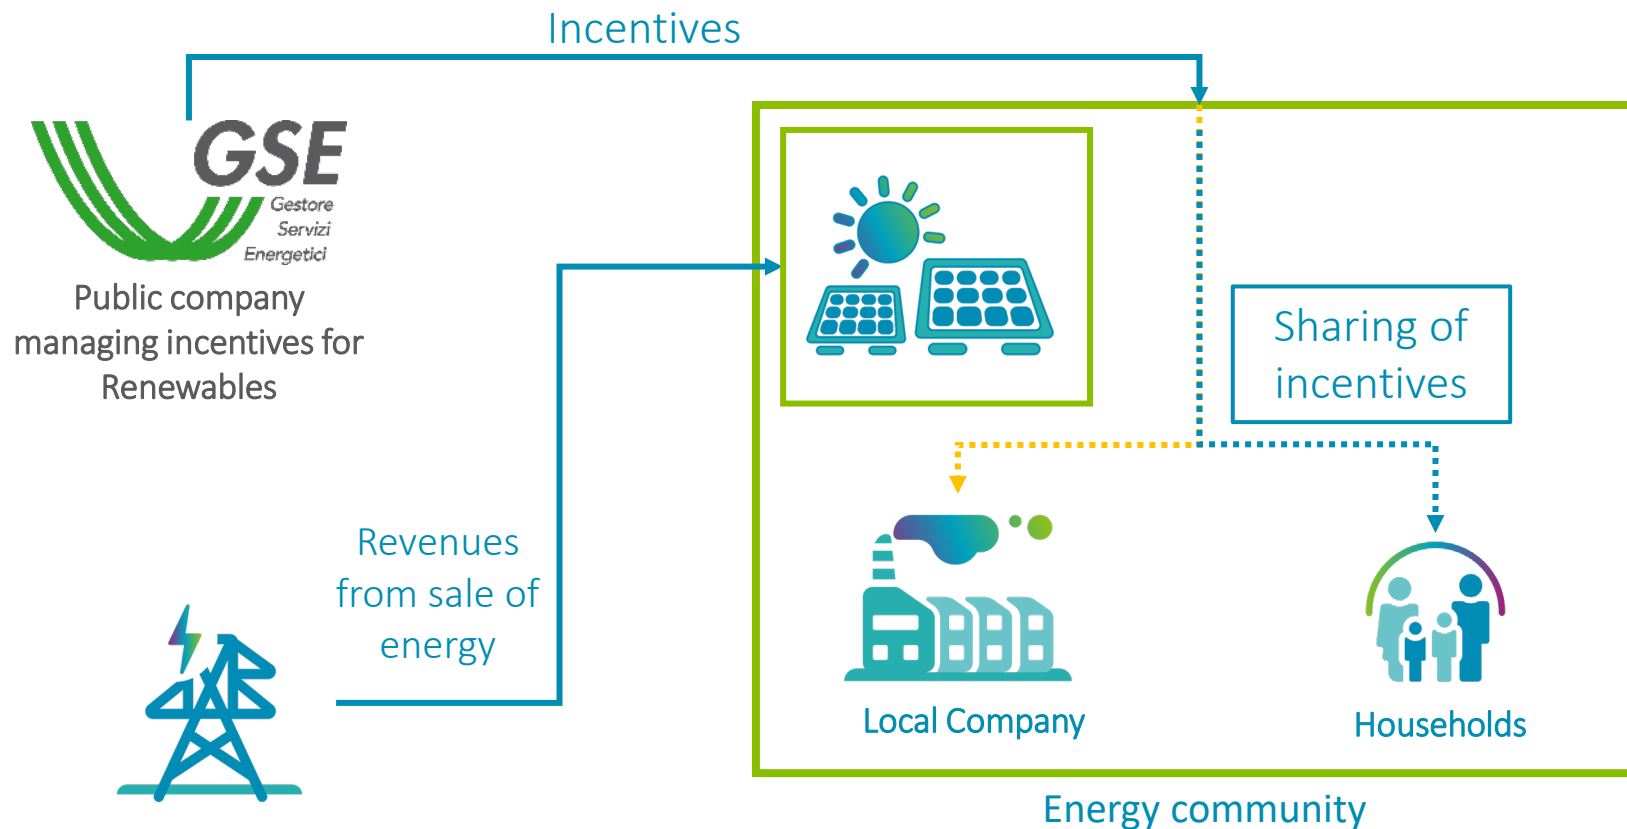 Incentives
GSE
Gestore
Servizi
Energetici
Public company
managing incentives for
Renewables
Sharing of
incentives
Revenues
from sale of
energy
Local Company
Households
Energy community